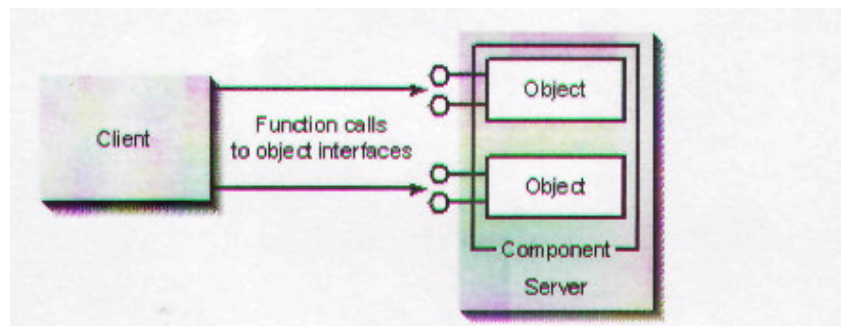 Client
Function calls
to object interfaces
Object
Object
Component
Server